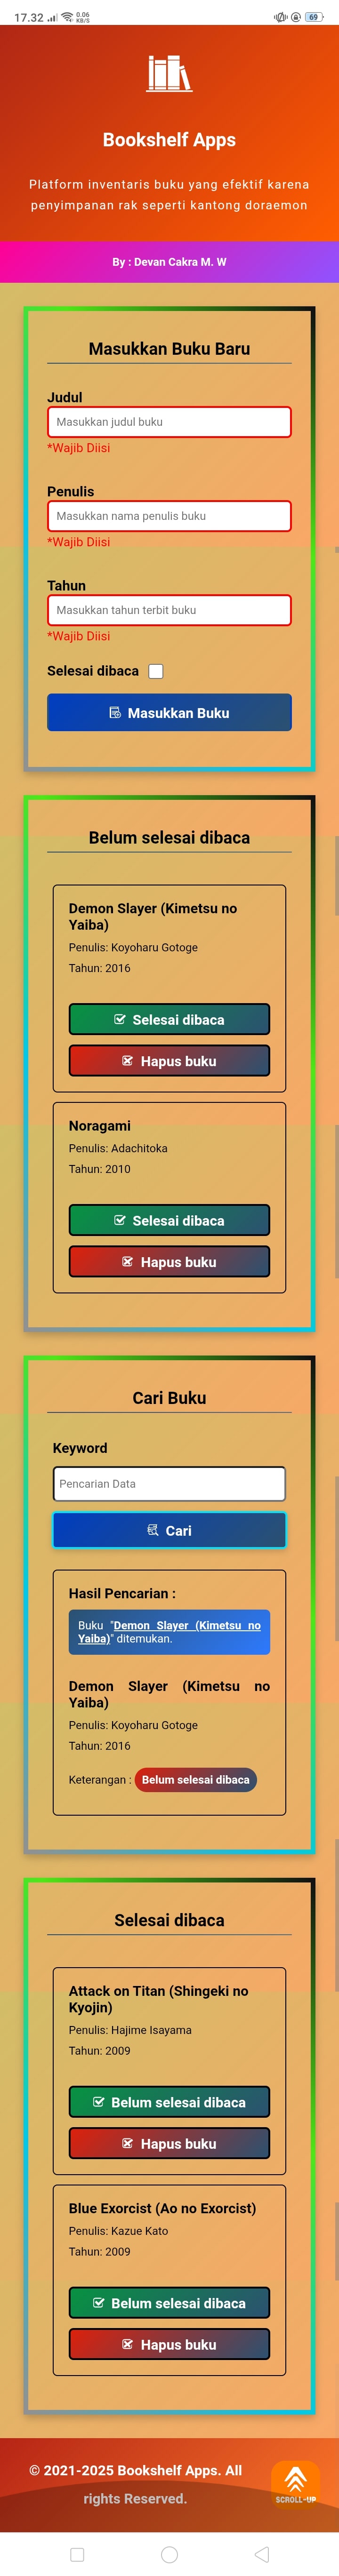 17.32 0.06 KB/S 69
Bookshelf Apps
Platform inventaris buku yang efektif karena
penyimpanan rak seperti kantong doraemon
By : Devan Cakra M. W
Masukkan Buku Baru
Judul
Masukkan judul buku
*Wajib Diisi
Penulis
Masukkan nama penulis buku
*Wajib Diisi
Tahun
Masukkan tahun terbit buku
*Wajib Diisi
Selesai dibaca
Masukkan Buku
Belum selesai dibaca
Demon Slayer (Kimetsu no
Yaiba)
Penulis: Koyoharu Gotoge
Tahun: 2016
Selesai dibaca
Hapus buku
Noragami
Penulis: Adachitoka
Tahun: 2010
Selesai dibaca
Hapus buku
Cari Buku
Keyword
Pencarian Data
Cari
Hasil Pencarian :
Buku "Demon Slayer (Kimetsu no
Yaiba)" ditemukan.
Demon Slayer (Kimetsu no
Yaiba)
Penulis: Koyoharu Gotoge
Tahun: 2016
Keterangan : Belum selesai dibaca
Selesai dibaca
Attack on Titan (Shingeki no
Kyojin)
Penulis: Hajime Isayama
Tahun: 2009
Belum selesai dibaca
Hapus buku
Blue Exorcist (Ao no Exorcist)
Penulis: Kazue Kato
Tahun: 2009
Belum selesai dibaca
Hapus buku
© 2021-2025 Bookshelf Apps. All
rights Reserved.
SCROLL-UP